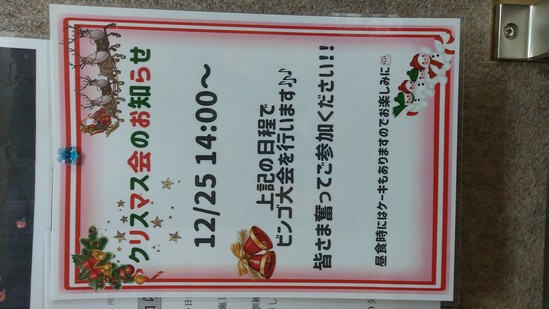 クリスマス会のお知らせ
12/25 14:00～
上記の日程で
ビンゴ大会を行います♪♪
皆さま奮ってご参加ください!!
昼食時にはケーキもありますのでお楽しみに